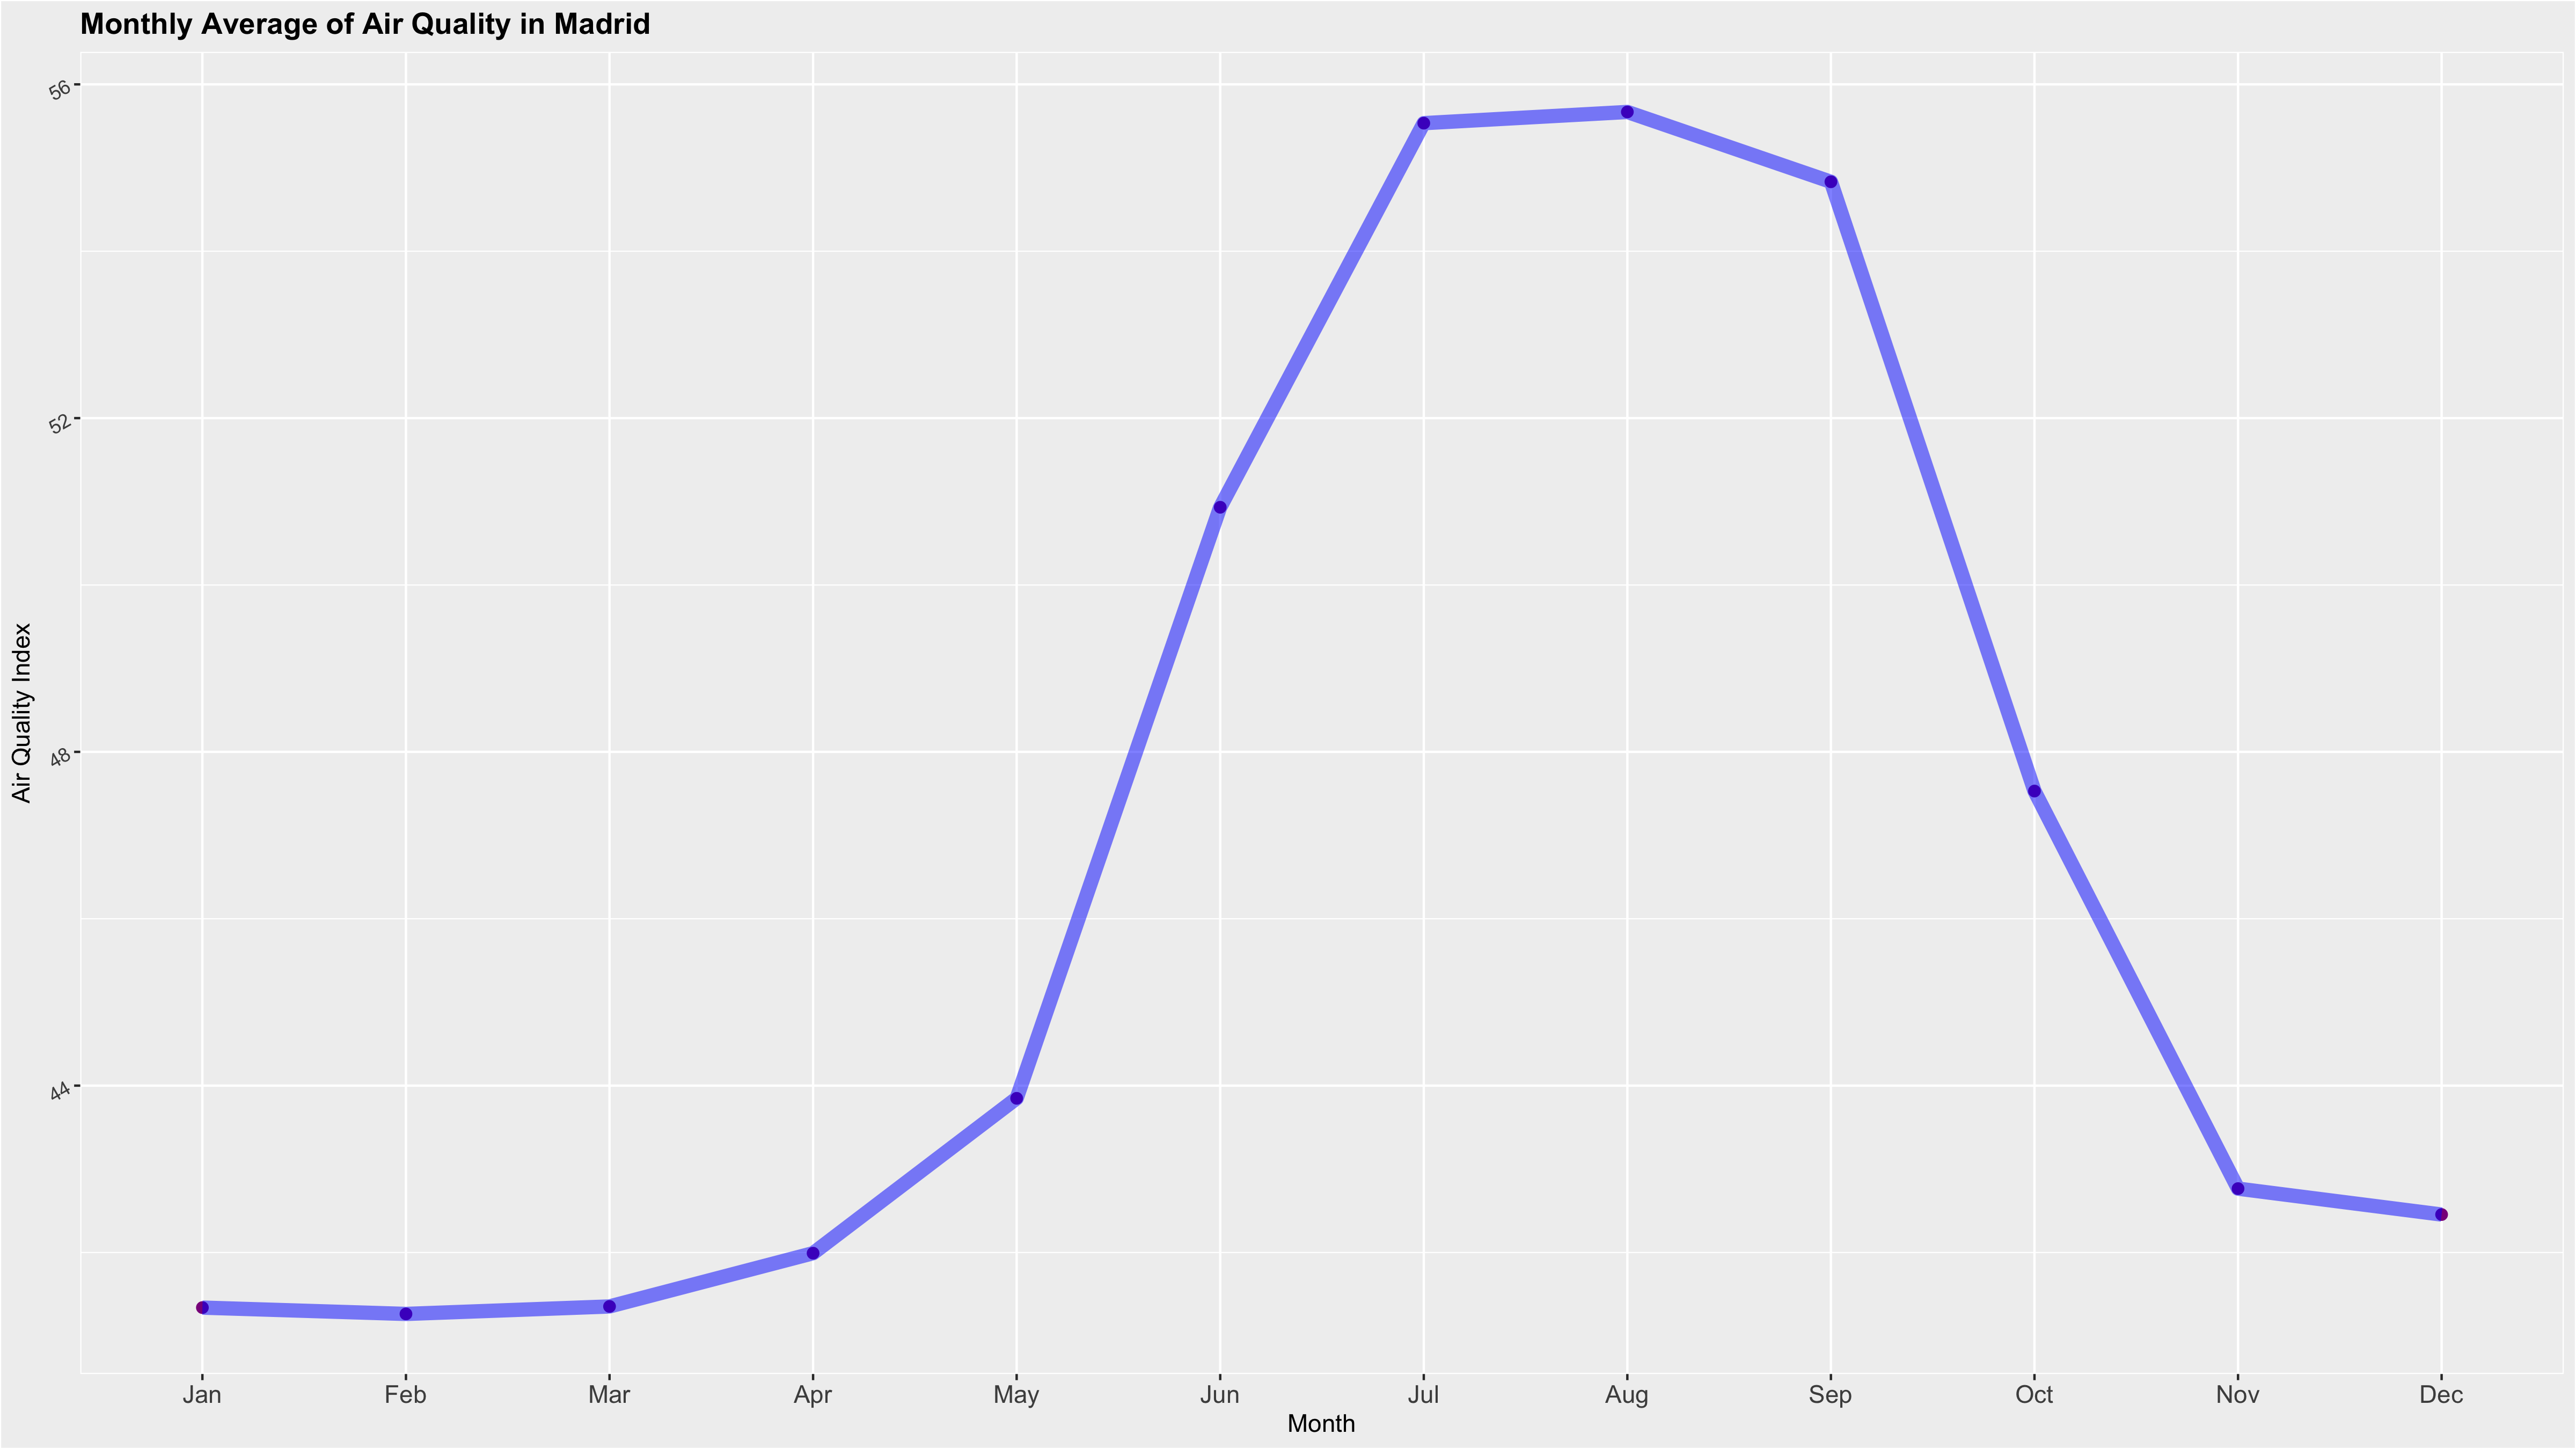 Monthly Average of Air Quality in Madrid
56
52
48
44
Air Quality Index
Jan Feb Mar Apr May Jun Jul Aug Sep Oct Nov Dec
Month